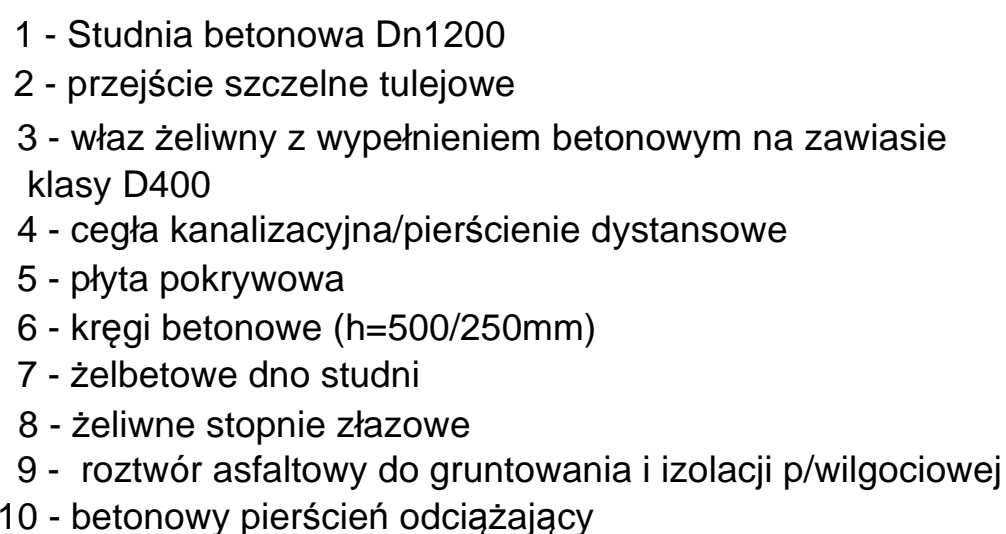 1 - Studnia betonowa Dn1200
2 - przejście szczelne tulejowe
3 - właz żeliwny z wypełnieniem betonowym na zawiasie
klasy D400
4 - cegła kanalizacyjna/pierścienie dystansowe
5 - płyta pokrywowa
6 - kręgi betonowe (h=500/250mm)
7 - żelbetowe dno studni
8 - żeliwne stopnie złazowe
9 - roztwór asfaltowy do gruntowania i izolacji p/wilgociowej
10 - betonowy pierścień odciążający